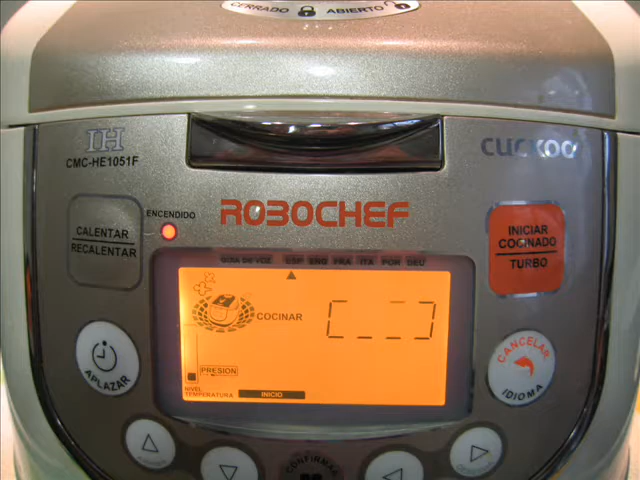 CERRADO ABIERTO
IH
CMC-HE1051F
CUCKOO
ENCENDIDO
ROBOCHEF
CALENTAR
RECALENTAR
INICIAR
COCINADO
TURBO
GUIA DE VOZ ESP ENG FRA ITA POR DEU
COCINAR
PRESION
NIVEL
TEMPERATURA
INICIO
APLAZAR
CANCELAR
IDIOMA
CONFIRMAR